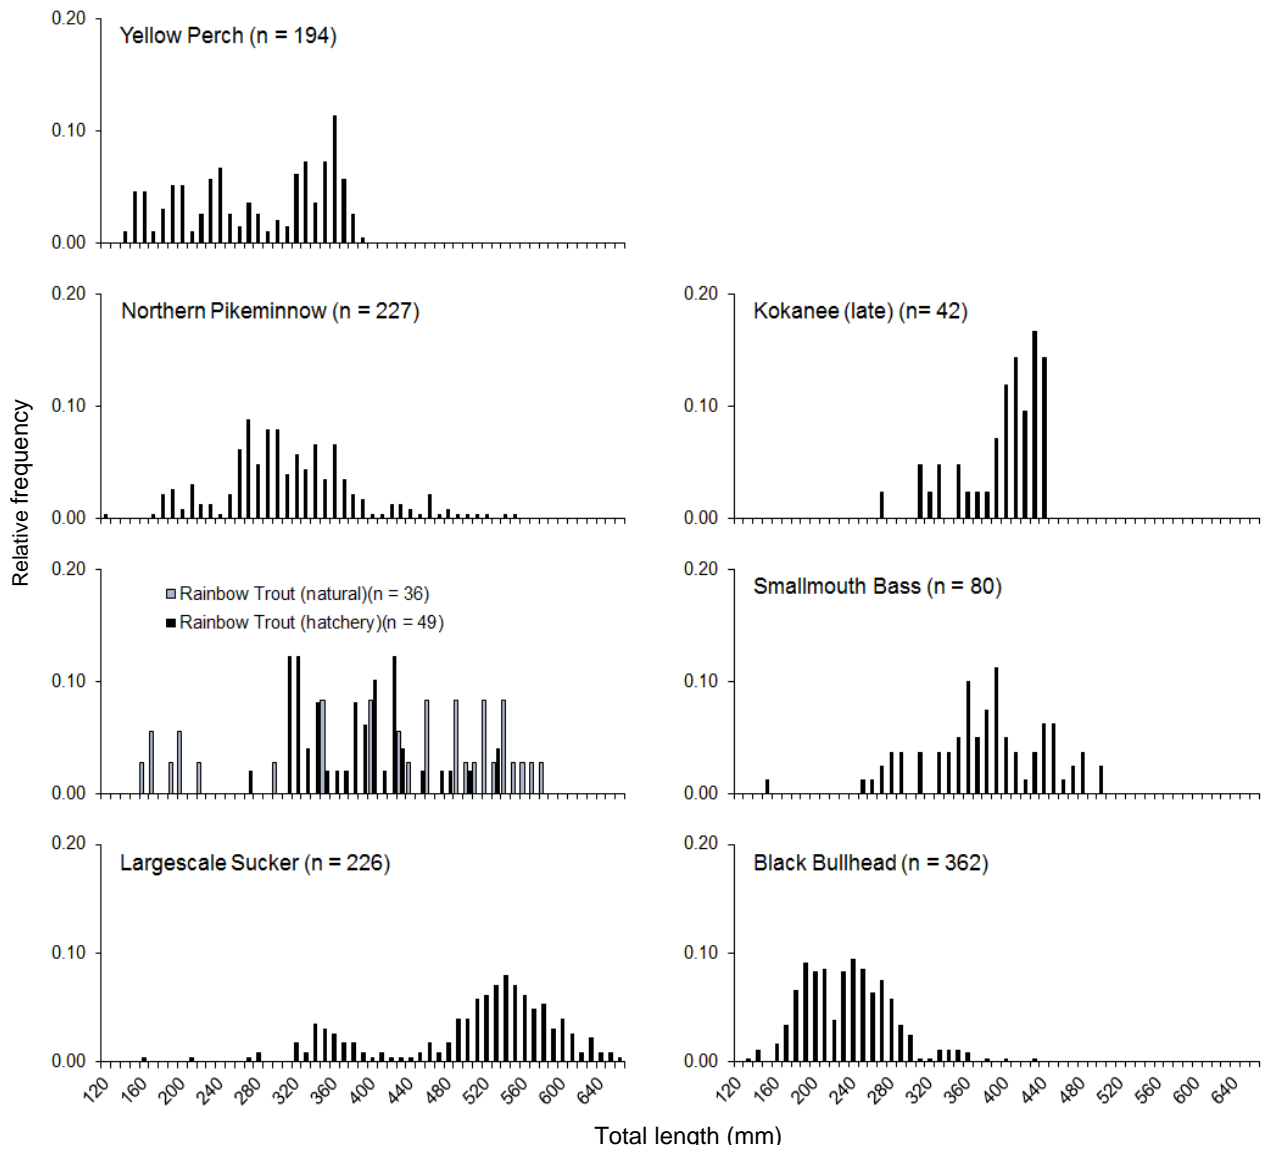 0.20
Yellow Perch (n = 194)
0.10
0.00
0.20
Northern Pikeminnow (n = 227)
0.10
0.00
0.20
Kokanee (late) (n= 42)
0.10
0.00
Relative frequency
0.20
Rainbow Trout (natural)(n = 36)
Rainbow Trout (hatchery)(n = 49)
0.10
0.00
0.20
Smallmouth Bass (n = 80)
0.10
0.00
0.20
Largescale Sucker (n = 226)
0.10
0.00
120 160 200 240 280 320 360 400 440 480 520 560 600 640
0.20
Black Bullhead (n = 362)
0.10
0.00
120 160 200 240 280 320 360 400 440 480 520 560 600 640
Total length (mm)